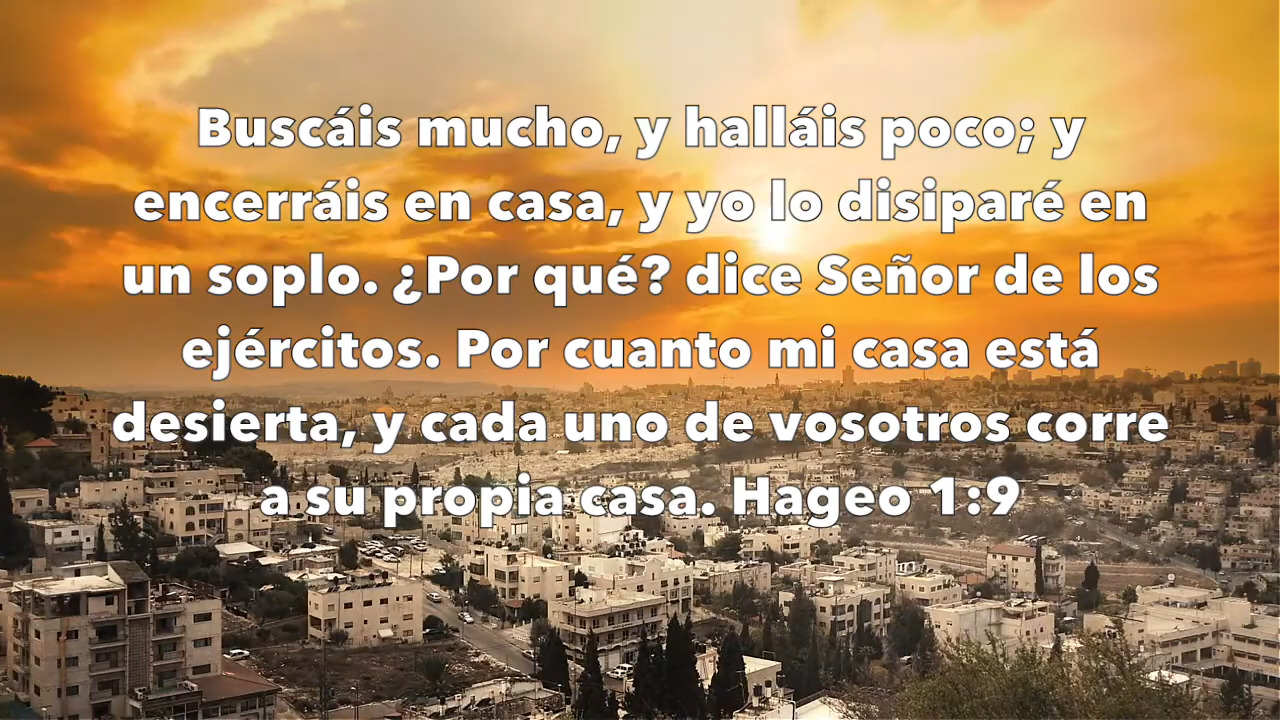 Buscáis mucho, y halláis poco; y
encerráis en casa, y yo lo disiparé en
un soplo. ¿Por qué? dice Señor de los
ejércitos. Por cuanto mi casa está
desierta, y cada uno de vosotros corre
a su propia casa. Hageo 1:9